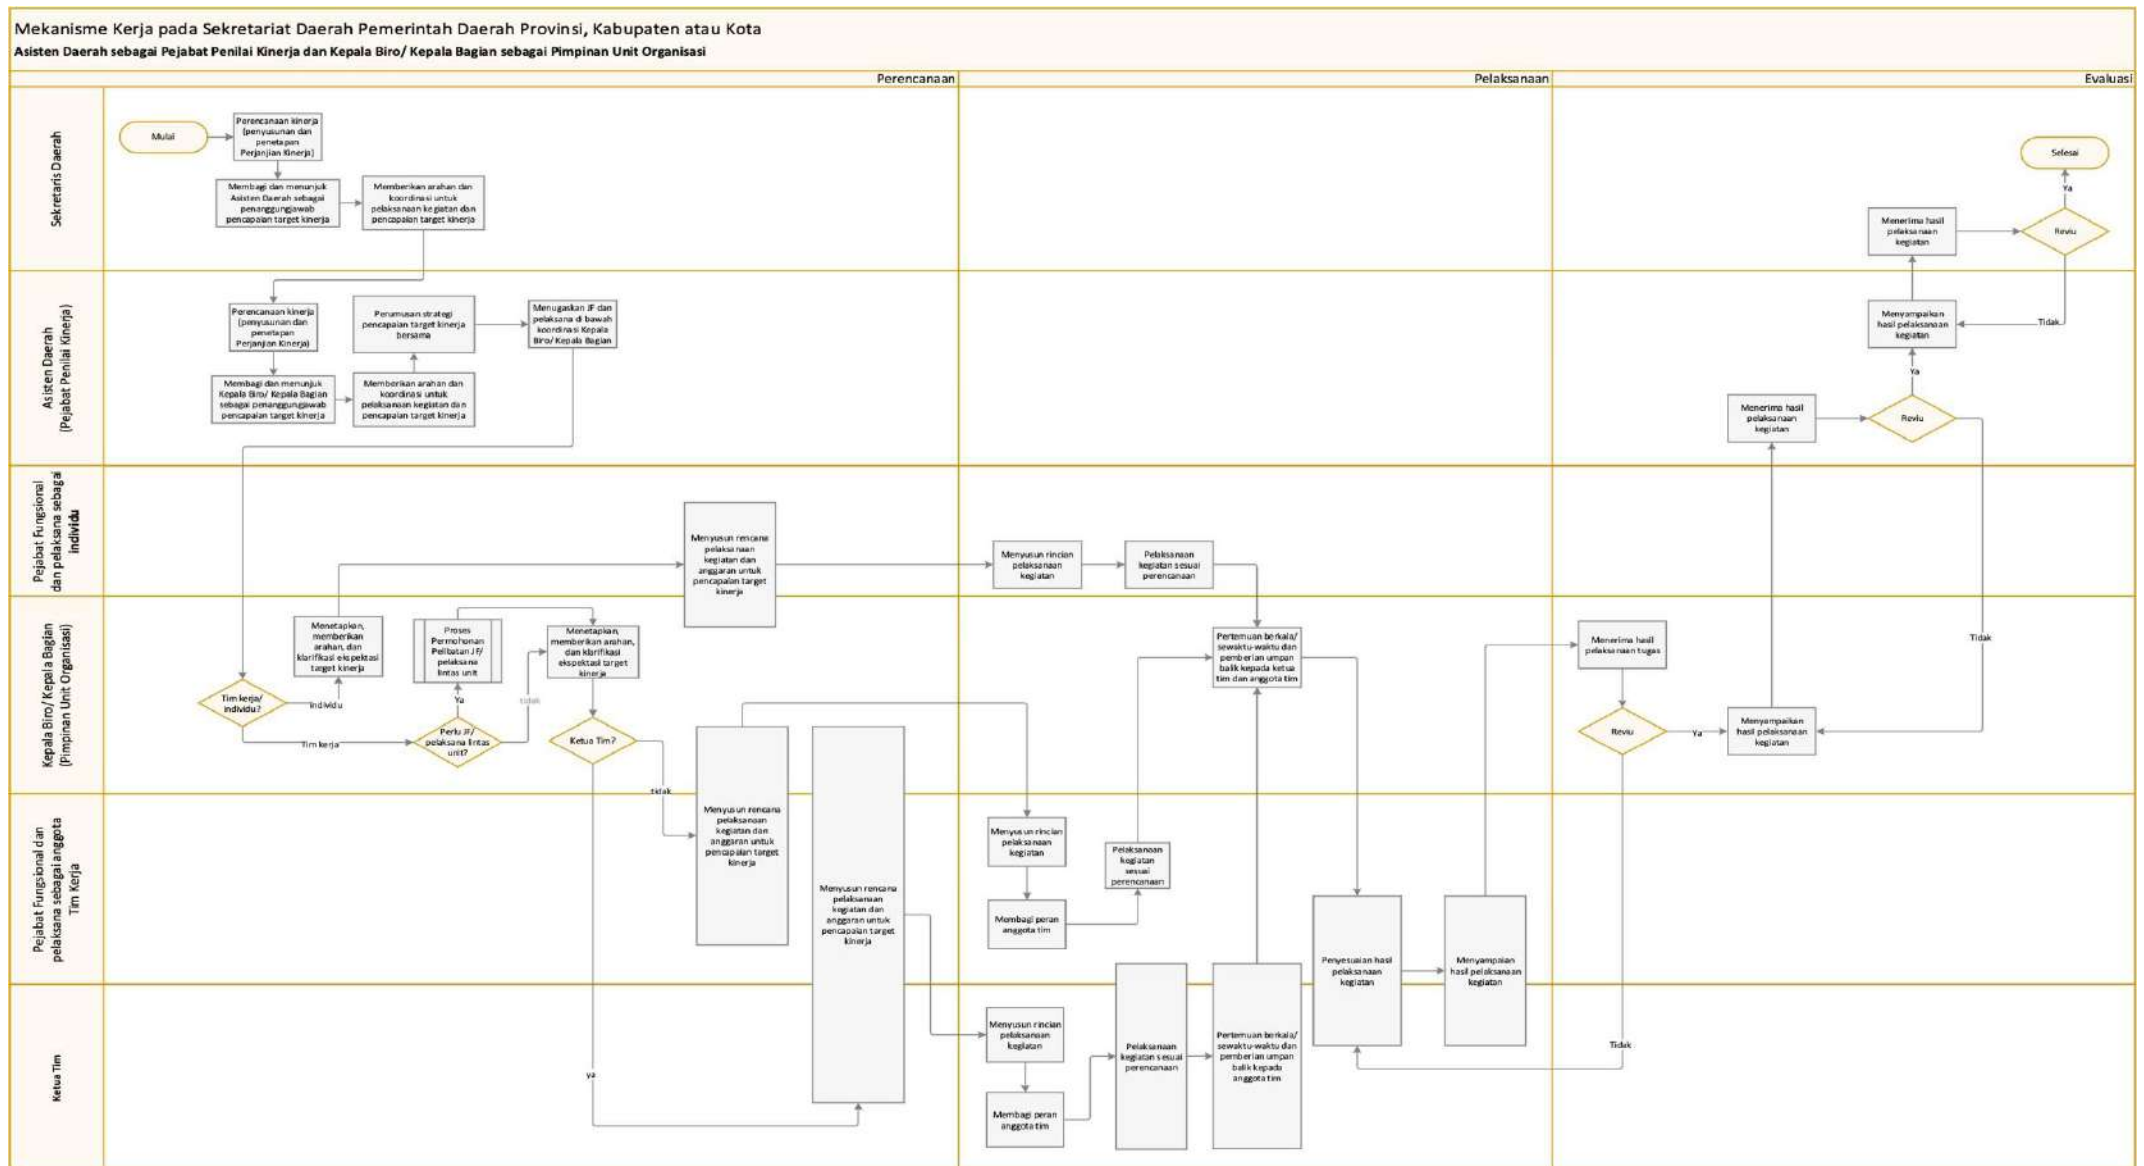 Mekanisme Kerja pada Sekretariat Daerah Pemerintah Daerah Provinsi, Kabupaten atau Kota
Asisten Daerah sebagai Pejabat Penilai Kinerja dan Kepala Biro/ Kepala Bagian sebagai Pimpinan Unit Organisasi
Perencanaan
Pelaksanaan
Evaluasi
Sekretaris Daerah
Mulai
Perencanaan kinerja
(penyusunan dan
penetapan
Perjanjian Kinerja)
Membagi dan menunjuk
Asisten Daerah sebagai
penanggungjawab
pencapaian target kinerja
Memberikan arahan dan
koordinasi untuk
pelaksanaan kegiatan dan
pencapaian target kinerja
Selesai
Ya
Menerima hasil
pelaksanaan
kegiatan
Reviu
Asisten Daerah
(Pejabat Penilai Kinerja)
Perencanaan kinerja
(penyusunan dan
penetapan
Perjanjian Kinerja)
Perumusan strategi
pencapaian target kinerja
bersama
Menugaskan JF dan
pelaksana di bawah
koordinasi Kepala
Biro/ Kepala Bagian
Membagi dan menunjuk
Kepala Biro/ Kepala Bagian
sebagai penanggungjawab
pencapaian target kinerja
Memberikan arahan dan
koordinasi untuk
pelaksanaan kegiatan dan
pencapaian target kinerja
Menyampaikan
hasil pelaksanaan
kegiatan
Tidak
Ya
Menerima hasil
pelaksanaan
kegiatan
Reviu
Pejabat Fungsional
dan pelaksana sebagai
individu
Menyusun rencana
pelaksanaan
kegiatan dan
anggaran untuk
pencapaian target
kinerja
Menyusun rincian
pelaksanaan
kegiatan
Pelaksanaan
kegiatan sesuai
perencanaan
Kepala Biro/ Kepala Bagian
(Pimpinan Unit Organisasi)
Tim kerja/
individu?
individu
Tim kerja
Menetapkan,
memberikan
arahan, dan
klarifikasi ekspektasi
target kinerja
Proses
Permohonan
Pelibatan JF/
pelaksana
lintas unit
Ya
Perlu JF/
pelaksana lintas
unit?
tidak
Menetapkan,
memberikan arahan,
dan klarifikasi
ekspektasi target
kinerja
Ketua Tim?
tidak
Pertemuan berkala/
sewaktu-waktu dan
pemberian umpan
balik kepada ketua
tim dan anggota tim
Menerima hasil
pelaksanaan tugas
Reviu
Ya
Menyampaikan
hasil pelaksanaan
kegiatan
Tidak
Pejabat Fungsional dan
pelaksana sebagai anggota
Tim Kerja
Menyusun rencana
pelaksanaan
kegiatan dan
anggaran untuk
pencapaian target
kinerja
Menyusun rencana
pelaksanaan
kegiatan dan
anggaran untuk
pencapaian target
kinerja
Menyusun rincian
pelaksanaan
kegiatan
Membagi peran
anggota tim
Pelaksanaan
kegiatan
sesuai
perencanaan
Penyesuaian hasil
pelaksanaan
kegiatan
Menyampaian
hasil pelaksanaan
kegiatan
Ketua Tim
ya
Menyusun rincian
pelaksanaan
kegiatan
Membagi peran
anggota tim
Pelaksanaan
kegiatan sesuai
perencanaan
Pertemuan berkala/
sewaktu-waktu dan
pemberian umpan
balik kepada
anggota tim
Tidak